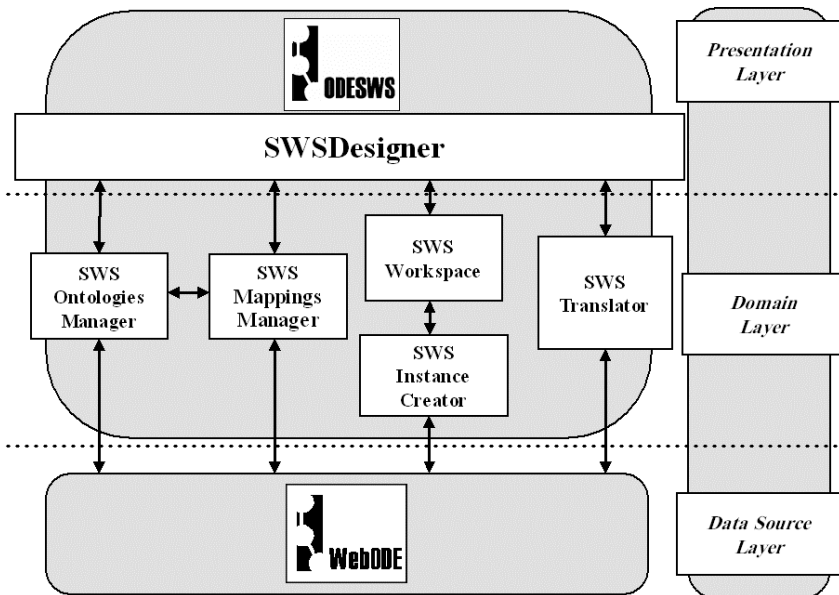 ODESWS
Presentation
Layer
SWSDesigner
SWS
Ontologies
Manager
SWS
Mappings
Manager
SWS
Workspace
SWS
Instance
Creator
SWS
Translator
Domain
Layer
WebODE
Data Source
Layer